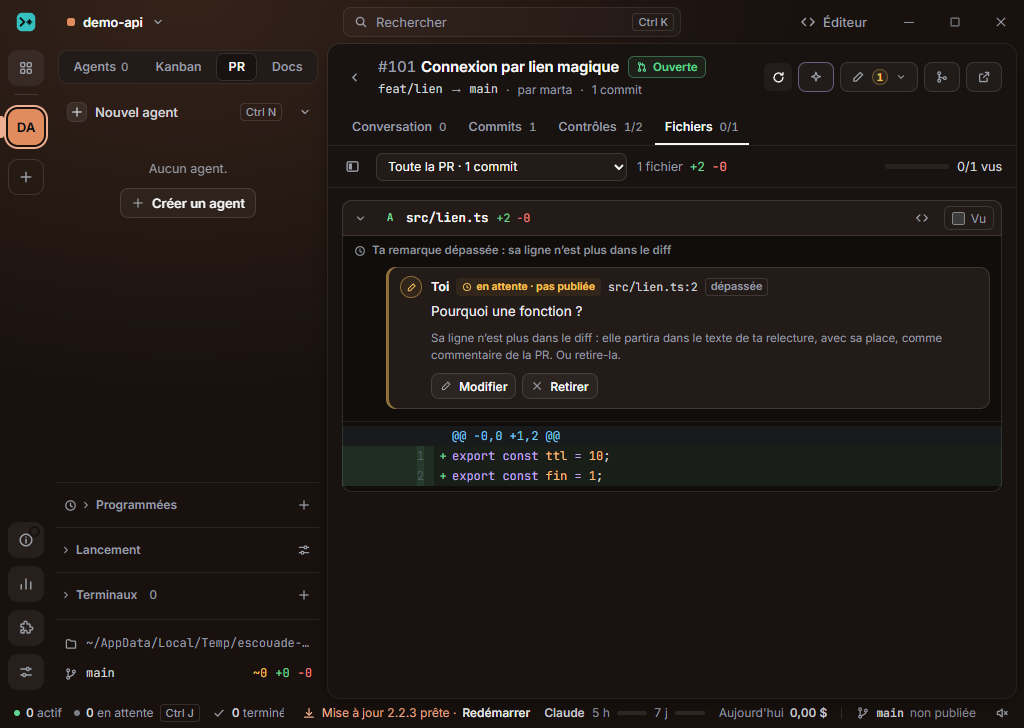 demo-api
Rechercher
Ctrl K
Éditeur
Agents 0
Kanban
PR
Docs
DA
Nouvel agent
Ctrl N
Aucun agent.
Créer un agent
Programmées
Lancement
Terminaux 0
~/AppData/Local/Temp/escouade-…
main
~0 +0 -0
#101 Connexion par lien magique
Ouverte
feat/lien → main · par marta · 1 commit
1
Conversation 0
Commits 1
Contrôles 1/2
Fichiers 0/1
Toute la PR · 1 commit
1 fichier +2 -0
0/1 vus
A src/lien.ts +2 -0
Vu
Ta remarque dépassée : sa ligne n’est plus dans le diff
Toi
en attente · pas publiée
src/lien.ts:2
dépassée
Pourquoi une fonction ?
Sa ligne n’est plus dans le diff : elle partira dans le texte de ta relecture, avec sa place, comme
commentaire de la PR. Ou retire-la.
Modifier
Retirer
@@ -0,0 +1,2 @@
1 + export const ttl = 10;
2 + export const fin = 1;
0 actif
0 en attente
Ctrl J
0 terminé
Mise à jour 2.2.3 prête · Redémarrer
Claude 5 h
7 j
Aujourd'hui 0,00 $
main non publiée